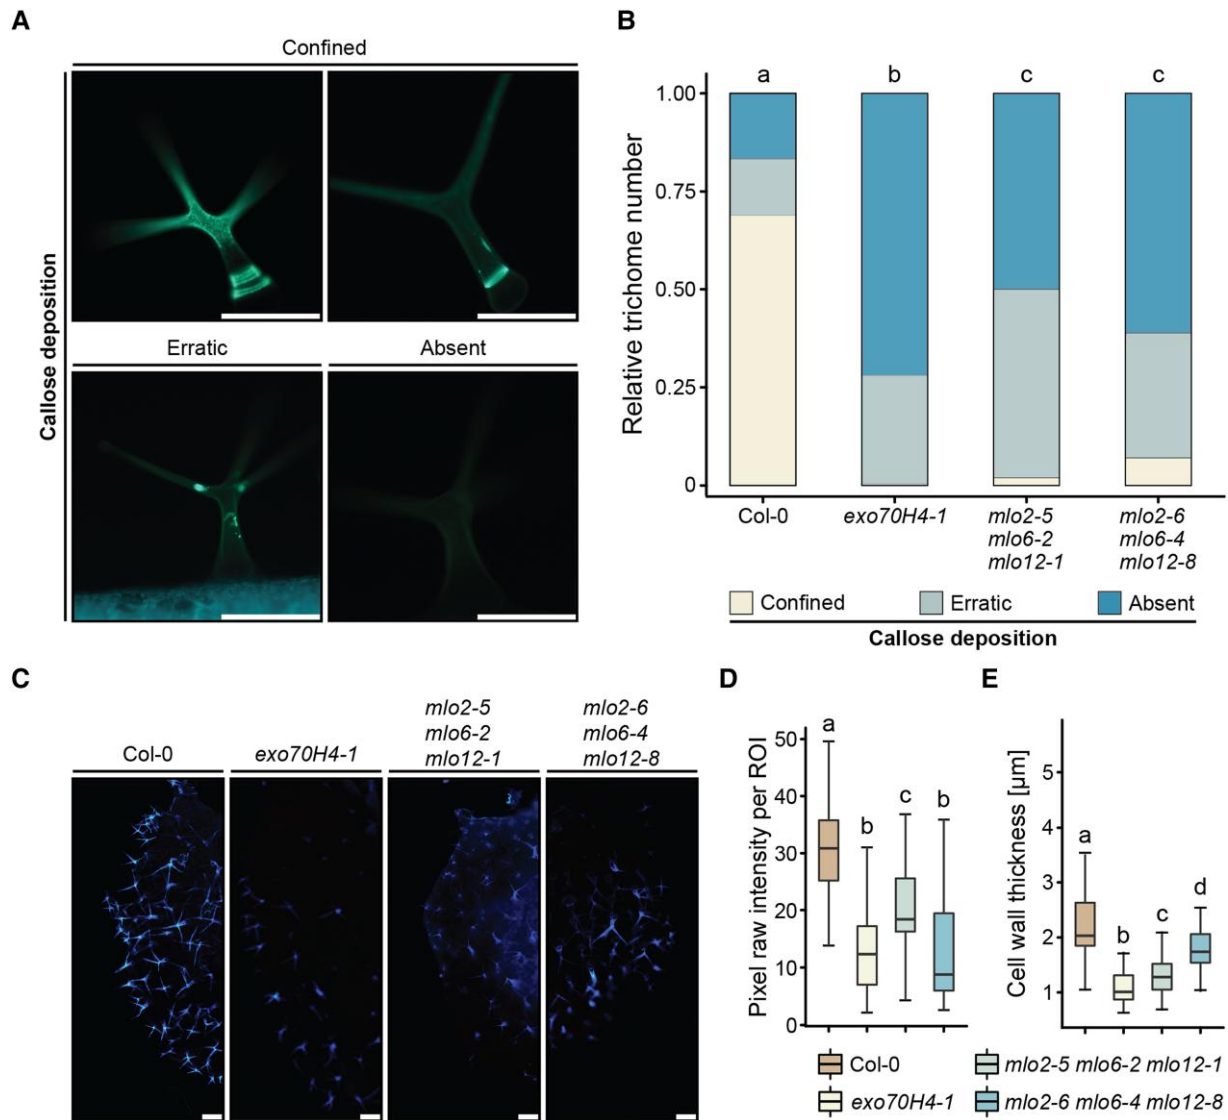 A
Confined
Callose deposition
Erratic
Absent
B
a
b
c
c
Relative trichome number
1.00
0.75
0.50
0.25
0
Col-0
exo70H4-1
mlo2-5
mlo6-2
mlo12-1
mlo2-6
mlo6-4
mlo12-8
Confined
Erratic
Absent
Callose deposition
C
Col-0
exo70H4-1
mlo2-5
mlo6-2
mlo12-1
mlo2-6
mlo6-4
mlo12-8
D
Pixel raw intensity per ROI
50
40
30
20
10
0
a
b
c
b
E
Cell wall thickness [µm]
5
4
3
2
1
a
b
c
d
Col-0
exo70H4-1
mlo2-5 mlo6-2 mlo12-1
mlo2-6 mlo6-4 mlo12-8